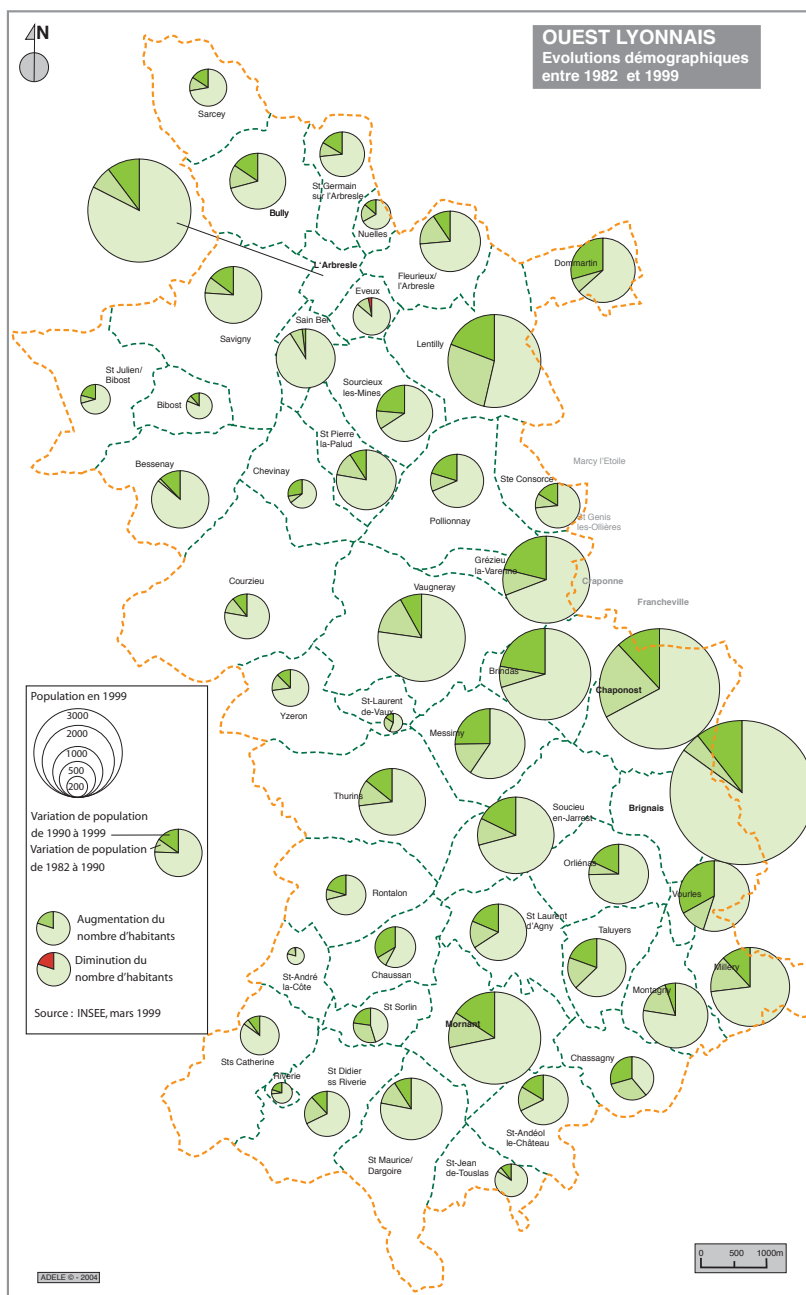 N
OUEST LYONNAIS
Evolutions démographiques
entre 1982 et 1999
Sarcey
St Germain
sur l'Arbresle
Bully
Nuelles
L'Arbresle
Fleurieux/
l'Arbresle
Dommartin
Eveux
Savigny
Sain Bel
Lentilly
St Julien/
Bibost
Bibost
Sourcieux
les-Mines
St Pierre
la-Palud
Bessenay
Chevinay
Pollionnay
Ste Consorce
Marcy l'Etoile
St Genis
les-Ollières
Grézieu
la-Varenne
Craponne
Courzieu
Vaugneray
Francheville
Brindas
Chaponost
Yzeron
St-Laurent
de-Vaux
Messimy
Thurins
Brignais
Soucieu
en-Jarrest
Orliénas
Vourles
Rontalon
St Laurent
d'Agny
Taluyers
Chaussan
St-André
la-Côte
Millery
Montagny
St Sorlin
Mornant
Sts Catherine
Riverie
St Didier
ss Riverie
Chassagny
St-Andéol
le-Château
St Maurice/
Dargoire
St-Jean
de-Touslas
Population en 1999
3000
2000
1000
500
200
Variation de population
de 1990 à 1999
Variation de population
de 1982 à 1990
Augmentation du
nombre d'habitants
Diminution du
nombre d'habitants
Source : INSEE, mars 1999
0 500 1000m
ADELE © - 2004